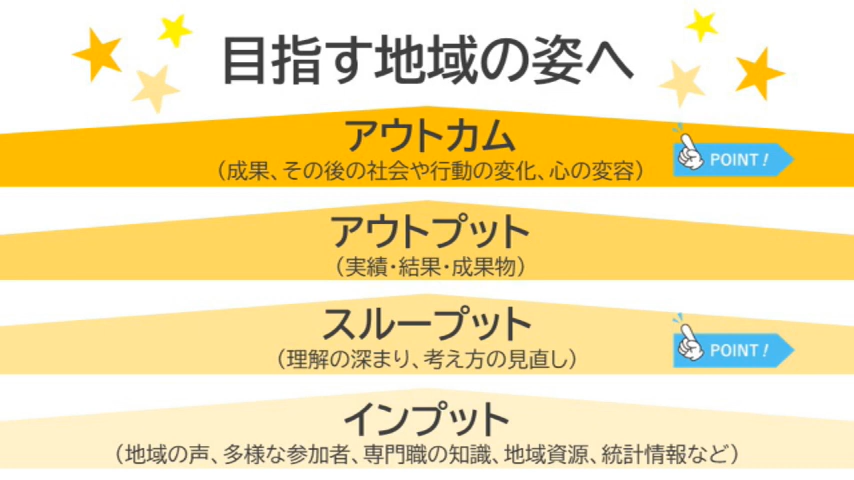 目指す地域の姿へ
アウトカム
（成果、その後の社会や行動の変化、心の変容）
POINT！
アウトプット
（実績・結果・成果物）
スループット
（理解の深まり、考え方の見直し）
POINT！
インプット
（地域の声、多様な参加者、専門職の知識、地域資源、統計情報など）